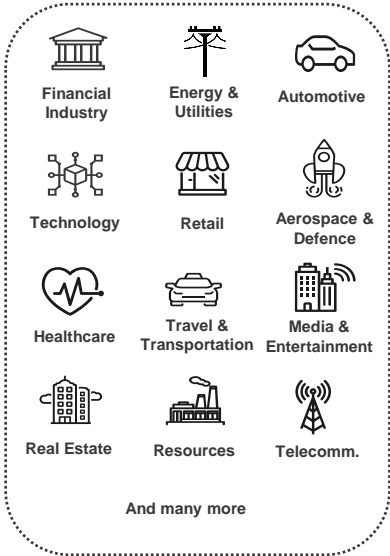 Financial
Industry
Energy &
Utilities
Automotive
Technology
Retail
Aerospace &
Defence
Healthcare
Travel &
Transportation
Media &
Entertainment
Real Estate
Resources
Telecomm.
And many more